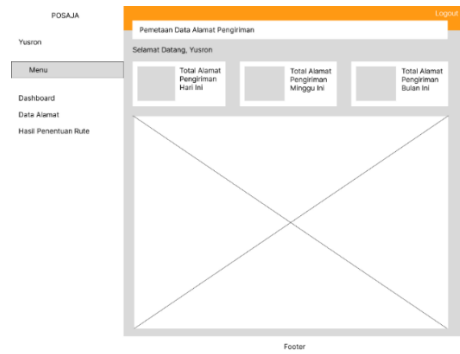 POSAJA
Logout
Pemetaan Data Alamat Pengiriman
Yusron
Selamat Datang, Yusron
Menu
Total Alamat
Pengiriman
Hari Ini
Total Alamat
Pengiriman
Minggu Ini
Total Alamat
Pengiriman
Bulan Ini
Dashboard
Data Alamat
Hasil Penentuan Rute
Footer